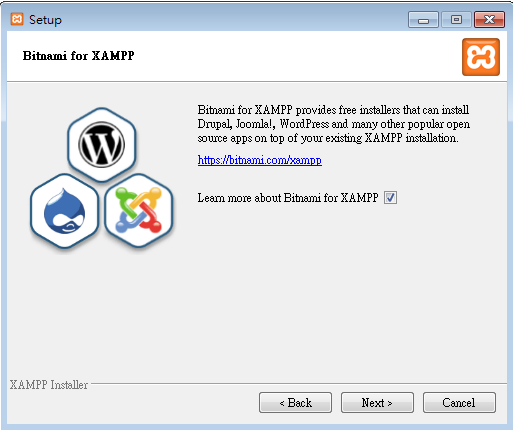 Setup
Bitnami for XAMPP
Bitnami for XAMPP provides free installers that can install
Drupal, Joomla!, WordPress and many other popular open
source apps on top of your existing XAMPP installation.
https://bitnami.com/xampp
Learn more about Bitnami for XAMPP
XAMPP Installer
< Back
Next >
Cancel